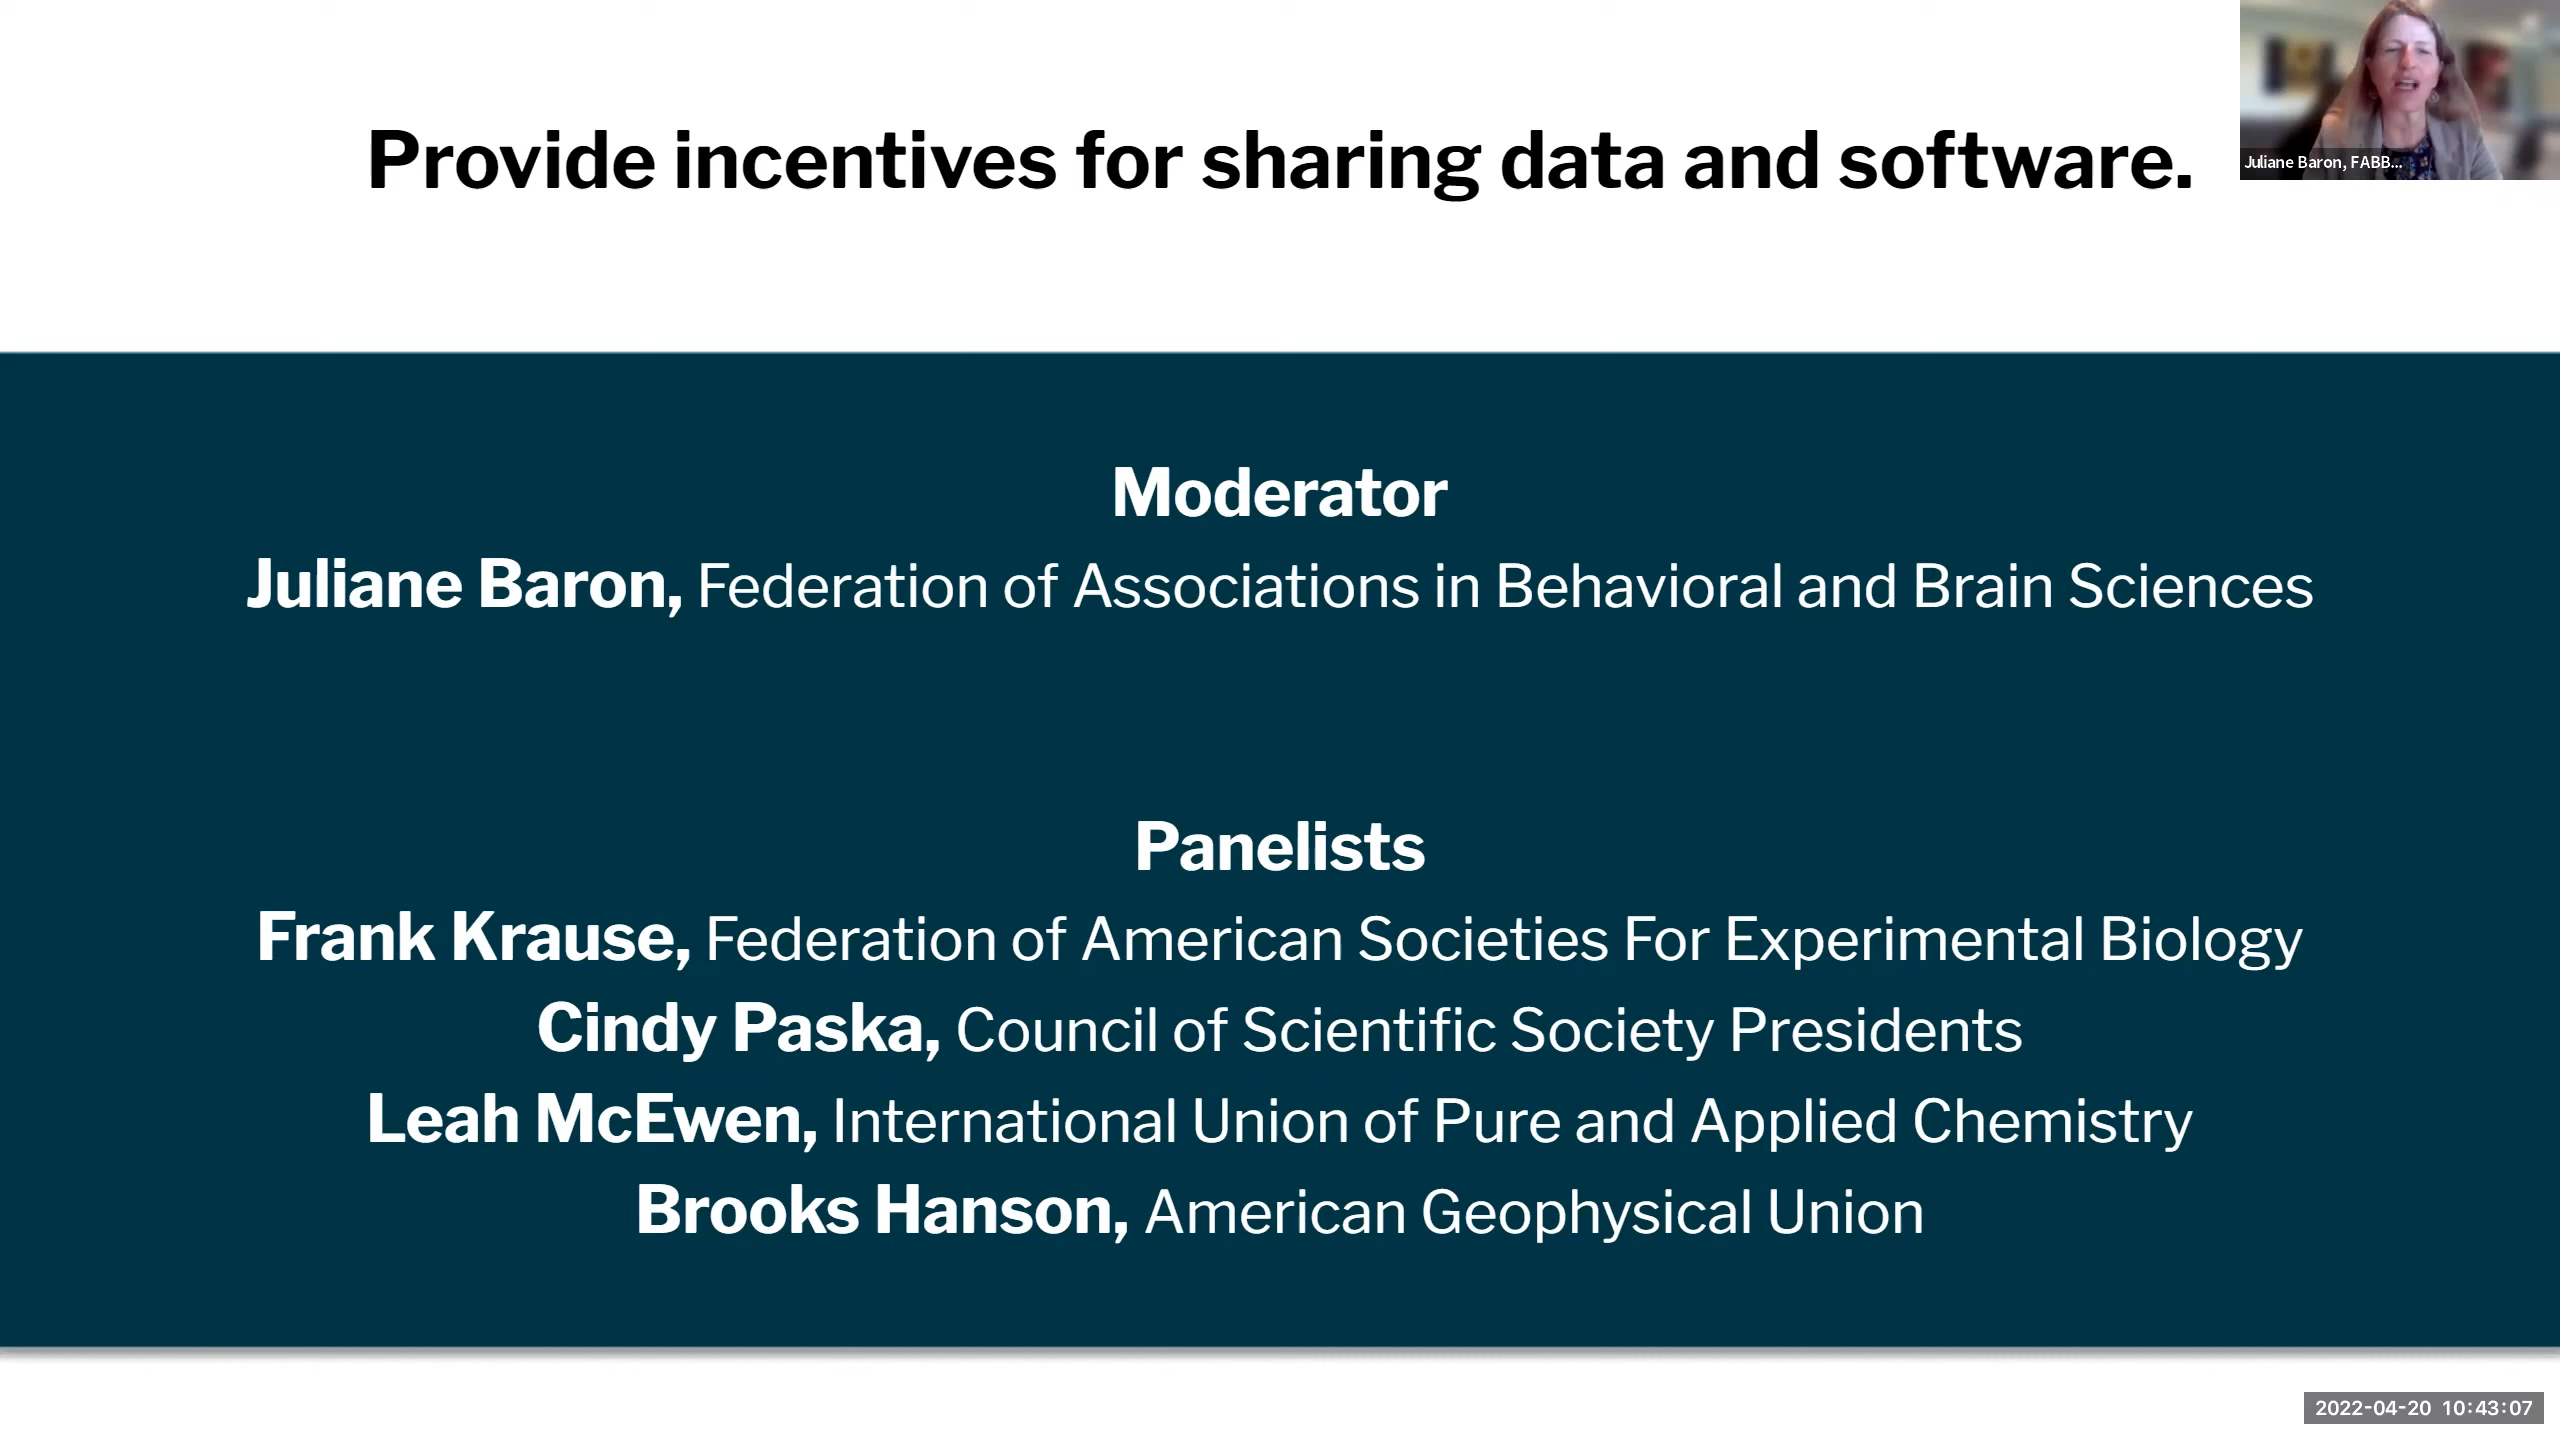 Provide incentives for sharing data and software.
Juliane Baron, FABB...
Moderator
Juliane Baron, Federation of Associations in Behavioral and Brain Sciences
Panelists
Frank Krause, Federation of American Societies For Experimental Biology
Cindy Paska, Council of Scientific Society Presidents
Leah McEwen, International Union of Pure and Applied Chemistry
Brooks Hanson, American Geophysical Union
2022-04-20 10:43:07